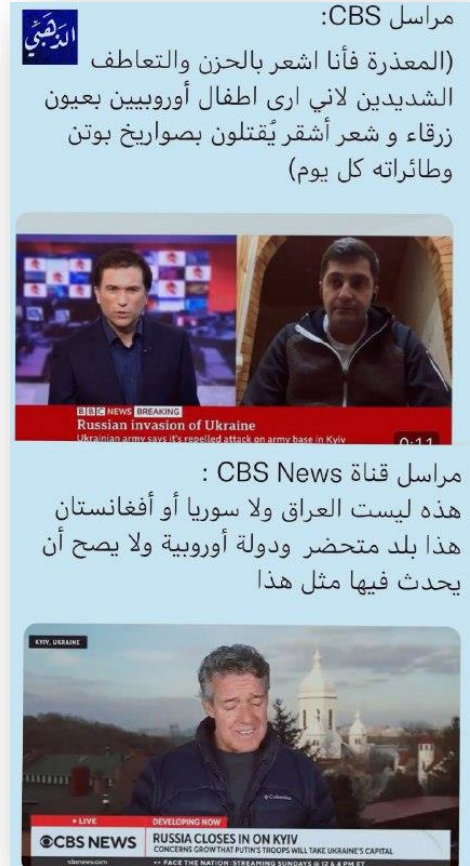 الذهبي
مراسل CBS:
(المعذرة فأنا اشعر بالحزن والتعاطف
الشديدين لاني ارى اطفال أوروبيين بعيون
زرقاء و شعر أشقر يُقتلون بصواريخ بوتن
وطائراته كل يوم)
BBC NEWS BREAKING
Russian invasion of Ukraine
Ukrainian army says it's repelled attack on army base in Kyiv
0:11
مراسل قناة CBS News :
هذه ليست العراق ولا سوريا أو أفغانستان
هذا بلد متحضر ودولة أوروبية ولا يصح أن
يحدث فيها مثل هذا
KYIV, UKRAINE
Columbia
LIVE DEVELOPING NOW
CBS NEWS RUSSIA CLOSES IN ON KYIV
CONCERNS GROW THAT PUTIN'S TROOPS WILL TAKE UKRAINE'S CAPITAL
cbsnews.com FACE THE NATION: STREAMING SUNDAYS @ 12 & 4 PM ET